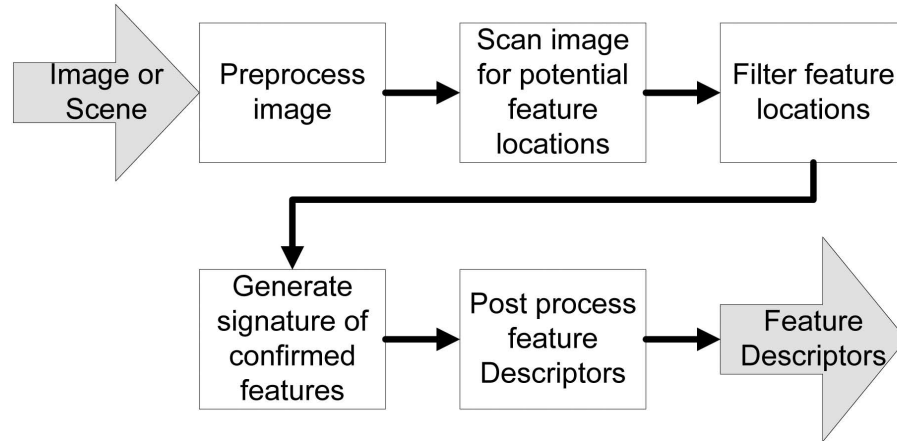 Image or
Scene
Preprocess
image
Scan image
for potential
feature
locations
Filter feature
locations
Generate
signature of
confirmed
features
Post process
feature
Descriptors
Feature
Descriptors